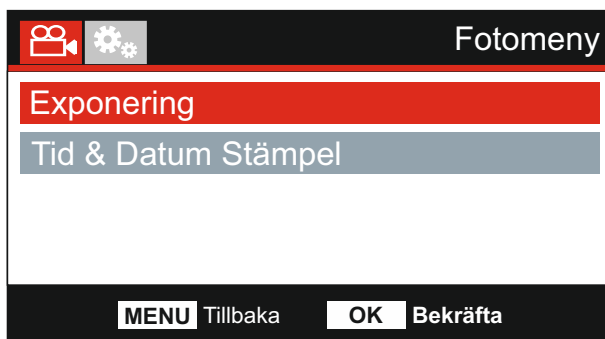 Fotomeny
Exponering
Tid & Datum Stämpel
MENU Tillbaka OK Bekräfta